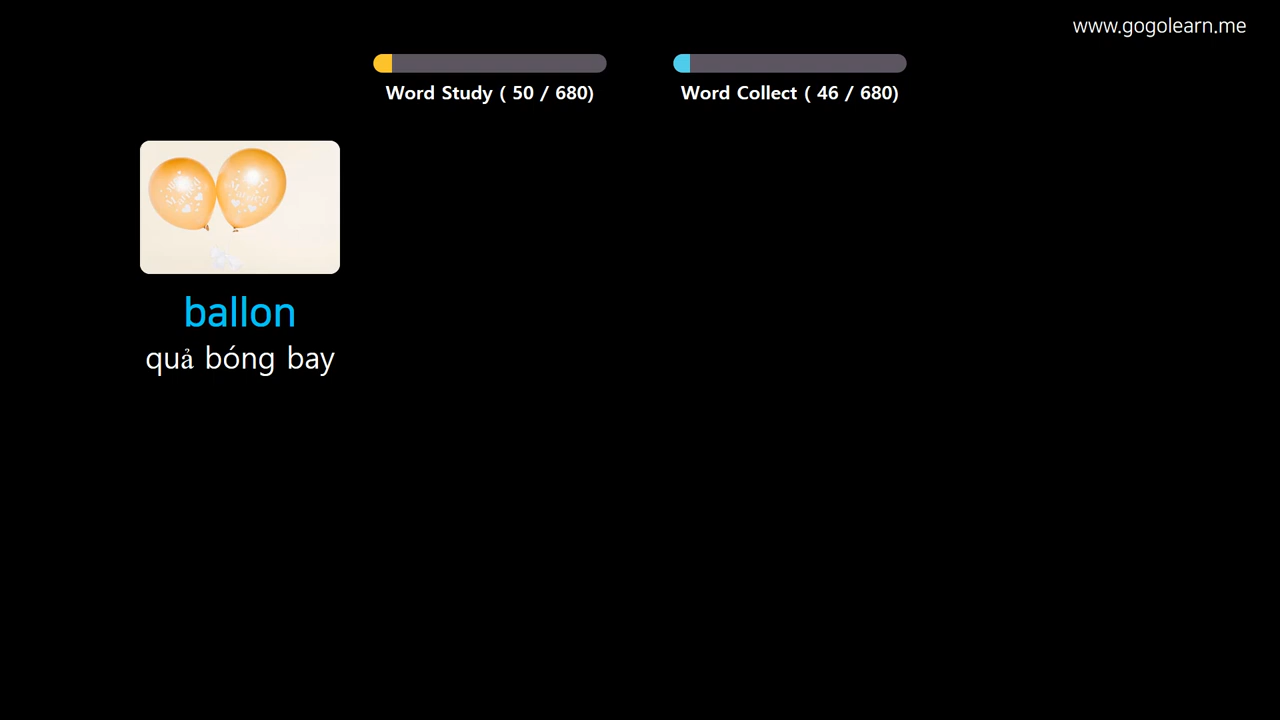 www.gogolearn.me
Word Study ( 50 / 680)
Word Collect ( 46 / 680)
ballon
quả bóng bay